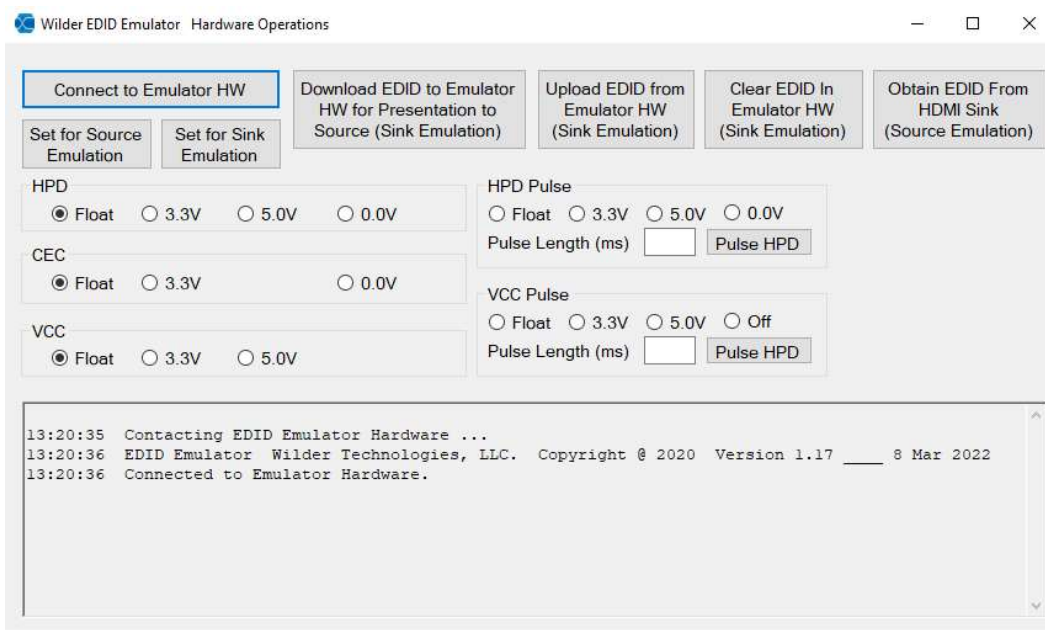 Wilder EDID Emulator Hardware Operations
Connect to Emulator HW
Set for Source
Emulation
Set for Sink
Emulation
Download EDID to Emulator
HW for Presentation to
Source (Sink Emulation)
Upload EDID from
Emulator HW
(Sink Emulation)
Clear EDID In
Emulator HW
(Sink Emulation)
Obtain EDID From
HDMI Sink
(Source Emulation)
HPD
Float 3.3V 5.0V 0.0V
CEC
Float 3.3V 0.0V
VCC
Float 3.3V 5.0V
HPD Pulse
Float 3.3V 5.0V 0.0V
Pulse Length (ms) Pulse HPD
VCC Pulse
Float 3.3V 5.0V Off
Pulse Length (ms) Pulse HPD
13:20:35 Contacting EDID Emulator Hardware ...
13:20:36 EDID Emulator Wilder Technologies, LLC. Copyright @ 2020 Version 1.17 ____ 8 Mar 2022
13:20:36 Connected to Emulator Hardware.